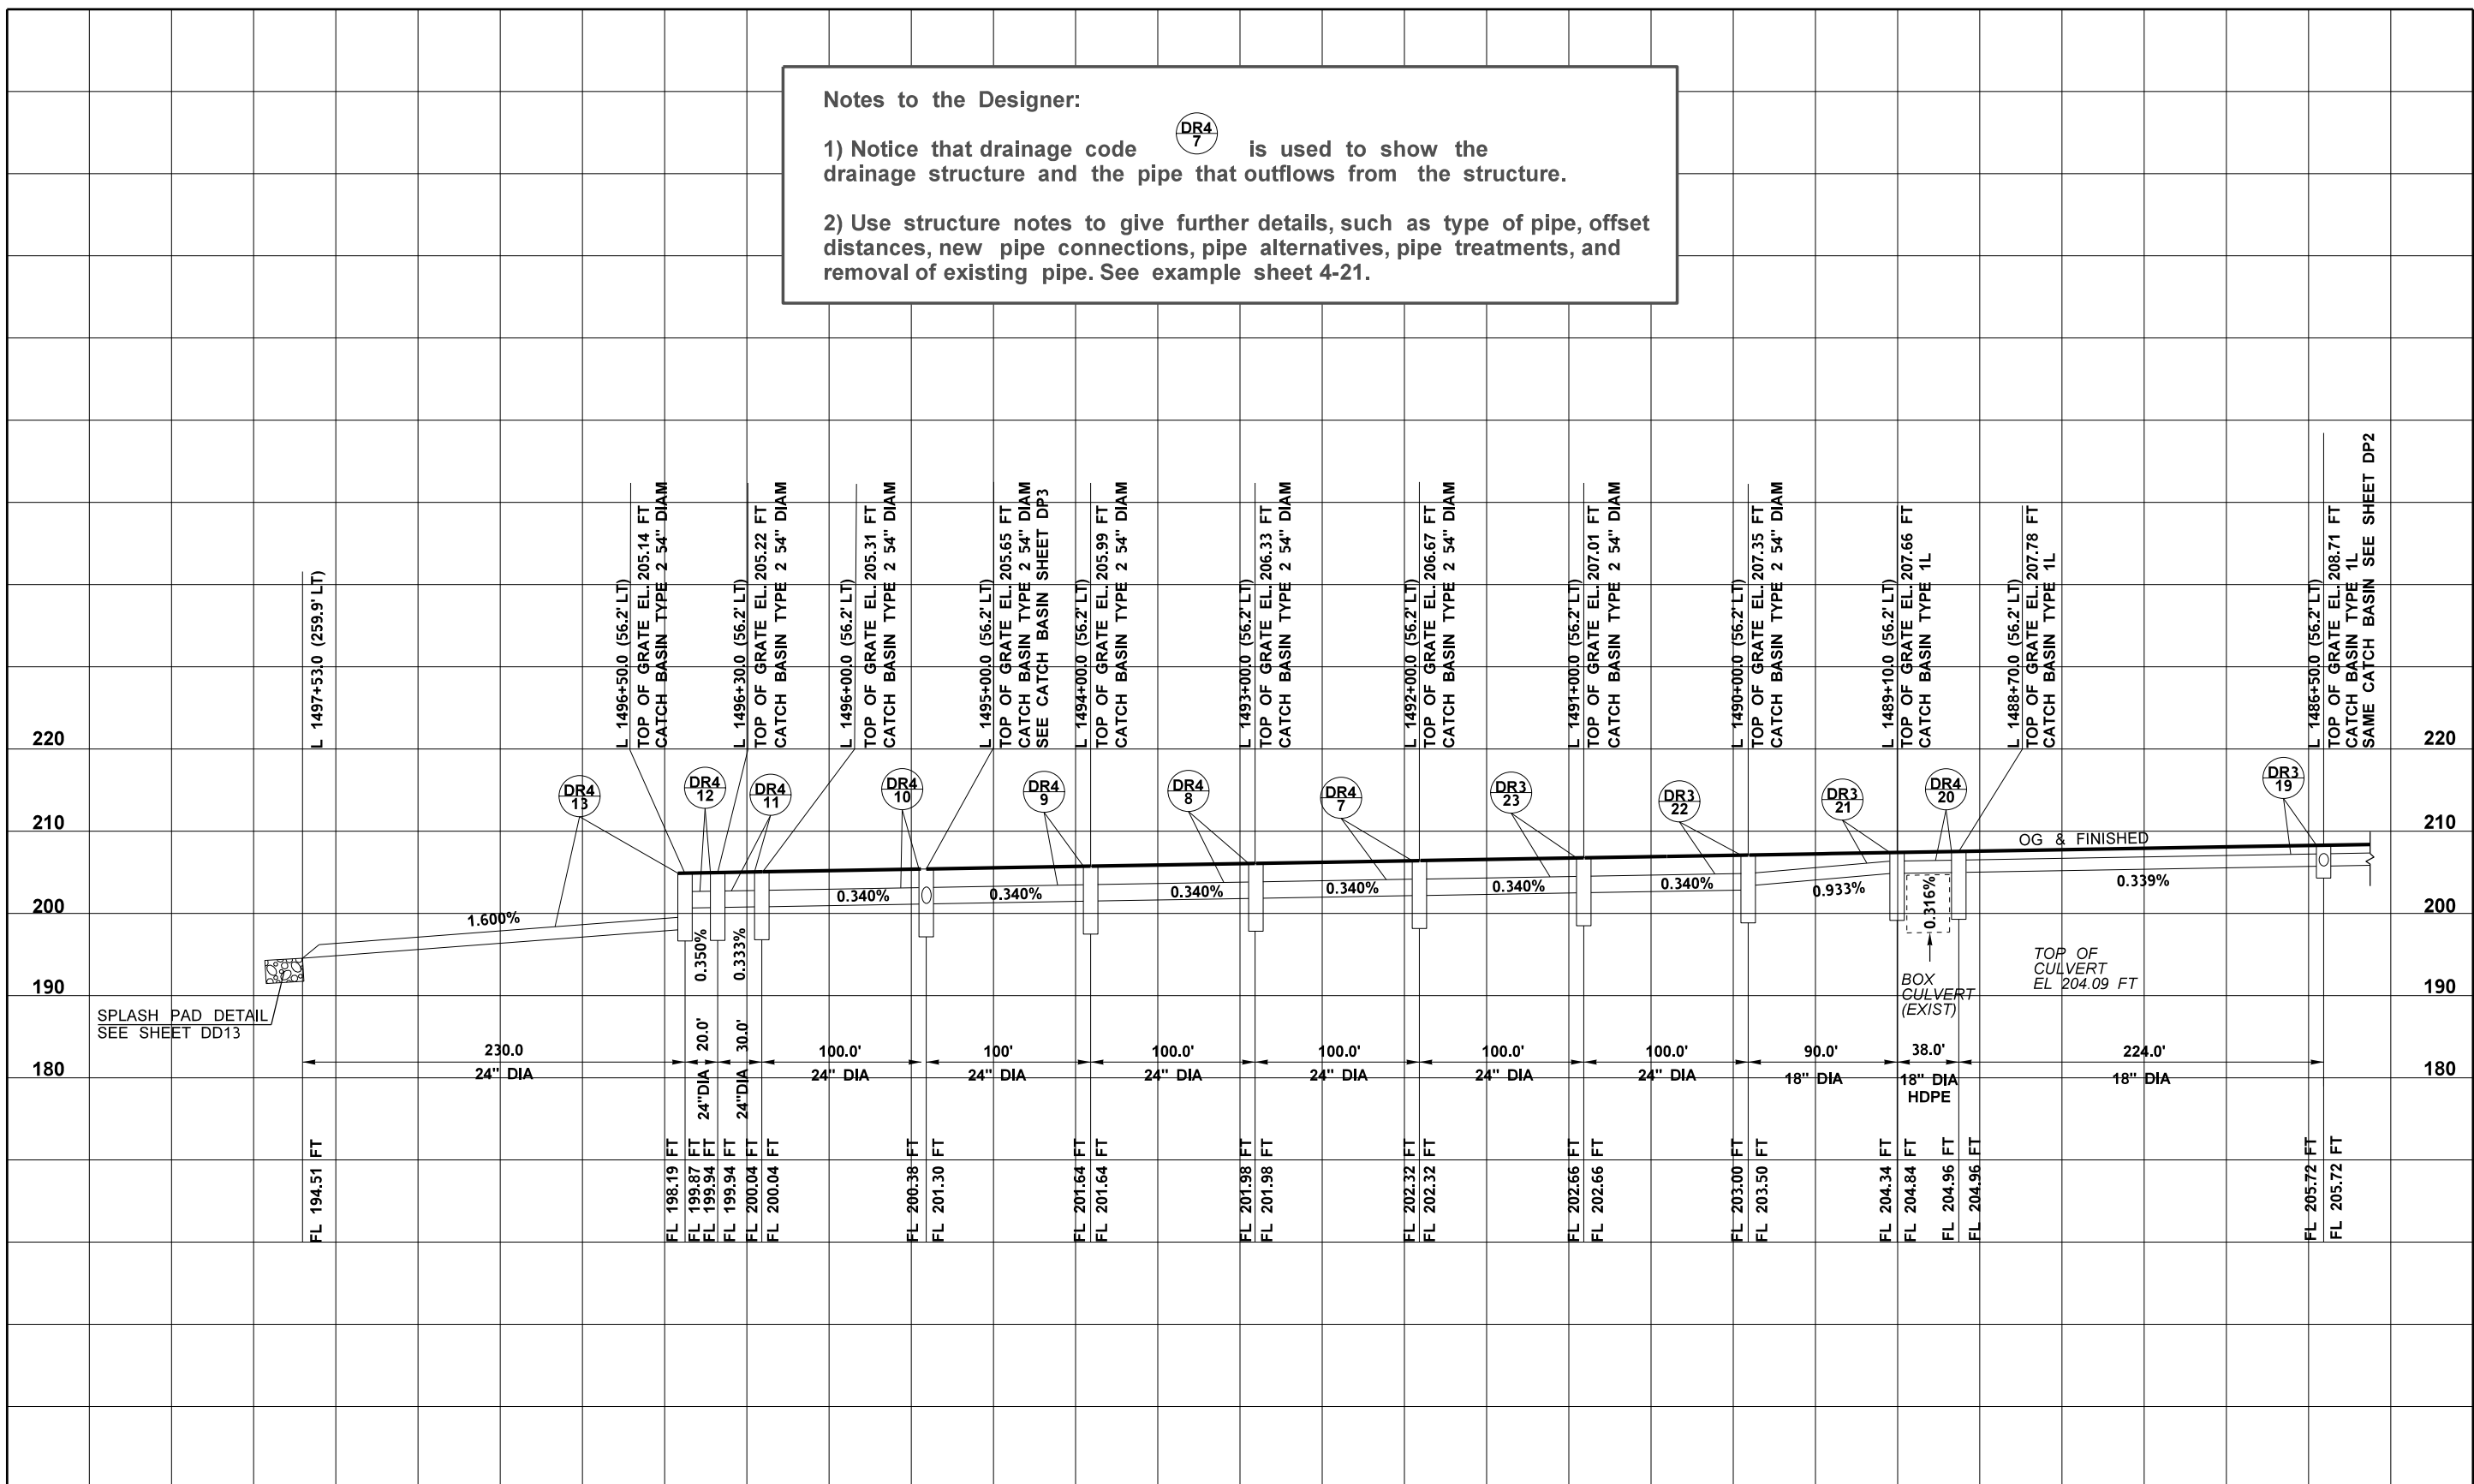 Notes to the Designer:
1) Notice that drainage code DR4 7 is used to show the
drainage structure and the pipe that outflows from the structure.
2) Use structure notes to give further details, such as type of pipe, offset
distances, new pipe connections, pipe alternatives, pipe treatments, and
removal of existing pipe. See example sheet 4-21.
L 1497+53.0 (259.9' LT)
L 1496+50.0 (56.2' LT)
TOP OF GRATE EL. 205.14 FT
CATCH BASIN TYPE 2 54" DIAM
L 1496+30.0 (56.2' LT)
TOP OF GRATE EL. 205.22 FT
CATCH BASIN TYPE 2 54" DIAM
L 1496+00.0 (56.2' LT)
TOP OF GRATE EL. 205.31 FT
CATCH BASIN TYPE 2 54" DIAM
L 1495+00.0 (56.2' LT)
TOP OF GRATE EL. 205.65 FT
CATCH BASIN TYPE 2 54" DIAM
SEE CATCH BASIN SHEET DP3
L 1494+00.0 (56.2' LT)
TOP OF GRATE EL. 205.99 FT
CATCH BASIN TYPE 2 54" DIAM
L 1493+00.0 (56.2' LT)
TOP OF GRATE EL. 206.33 FT
CATCH BASIN TYPE 2 54" DIAM
L 1492+00.0 (56.2' LT)
TOP OF GRATE EL. 206.67 FT
CATCH BASIN TYPE 2 54" DIAM
L 1491+00.0 (56.2' LT)
TOP OF GRATE EL. 207.01 FT
CATCH BASIN TYPE 2 54" DIAM
L 1490+00.0 (56.2' LT)
TOP OF GRATE EL. 207.35 FT
CATCH BASIN TYPE 2 54" DIAM
L 1489+10.0 (56.2' LT)
TOP OF GRATE EL. 207.66 FT
CATCH BASIN TYPE 1L
L 1488+70.0 (56.2' LT)
TOP OF GRATE EL. 207.78 FT
CATCH BASIN TYPE 1L
L 1486+50.0 (56.2' LT)
TOP OF GRATE EL. 208.71 FT
CATCH BASIN TYPE 1L
SAME CATCH BASIN SEE SHEET DP2
220
220
DR4
13
DR4
12
DR4
11
DR4
10
DR4
9
DR4
8
DR4
7
DR3
23
DR3
22
DR3
21
DR4
20
DR3
19
210
210
OG & FINISHED
1.600%
0.350%
0.333%
0.340%
0.340%
0.340%
0.340%
0.340%
0.340%
0.933%
0.316%
0.339%
200
200
TOP OF
CULVERT
EL 204.09 FT
BOX
CULVERT
(EXIST)
190
190
SPLASH PAD DETAIL
SEE SHEET DD13
180
180
230.0
24" DIA
20.0'
24"DIA
30.0'
24"DIA
100.0'
24" DIA
100'
24" DIA
100.0'
24" DIA
100.0'
24" DIA
100.0'
24" DIA
100.0'
24" DIA
90.0'
18" DIA
38.0'
18" DIA
HDPE
224.0'
18" DIA
FL 194.51 FT
FL 198.19 FT
FL 199.87 FT
FL 199.94 FT
FL 199.94 FT
FL 200.04 FT
FL 200.04 FT
FL 200.38 FT
FL 201.30 FT
FL 201.64 FT
FL 201.64 FT
FL 201.98 FT
FL 201.98 FT
FL 202.32 FT
FL 202.32 FT
FL 202.66 FT
FL 202.66 FT
FL 203.00 FT
FL 203.50 FT
FL 204.34 FT
FL 204.84 FT
FL 204.96 FT
FL 204.96 FT
FL 205.72 FT
FL 205.72 FT